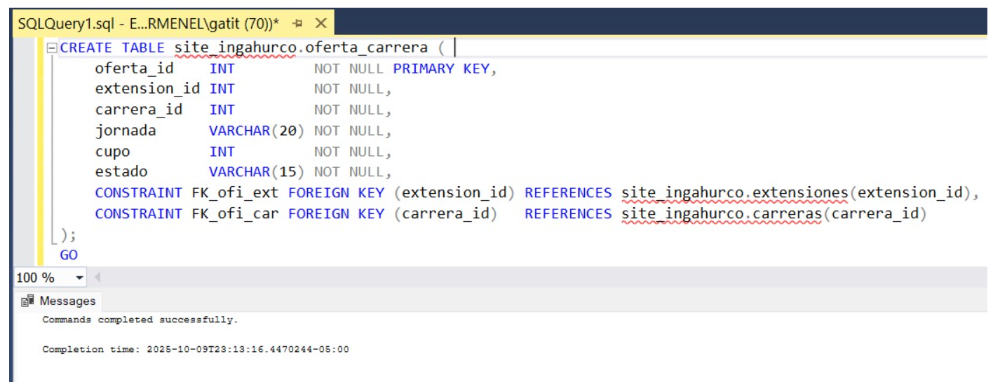 SQLQuery1.sql - E...RMENEL\gatit (70))*
CREATE TABLE site_ingahurco.oferta_carrera (
oferta_id INT NOT NULL PRIMARY KEY,
extension_id INT NOT NULL,
carrera_id INT NOT NULL,
jornada VARCHAR(20) NOT NULL,
cupo INT NOT NULL,
estado VARCHAR(15) NOT NULL,
CONSTRAINT FK_ofi_ext FOREIGN KEY (extension_id) REFERENCES site_ingahurco.extensiones(extension_id),
CONSTRAINT FK_ofi_car FOREIGN KEY (carrera_id) REFERENCES site_ingahurco.carreras(carrera_id)
);
GO
100 %
Messages
Commands completed successfully.
Completion time: 2025-10-09T23:13:16.4470244-05:00